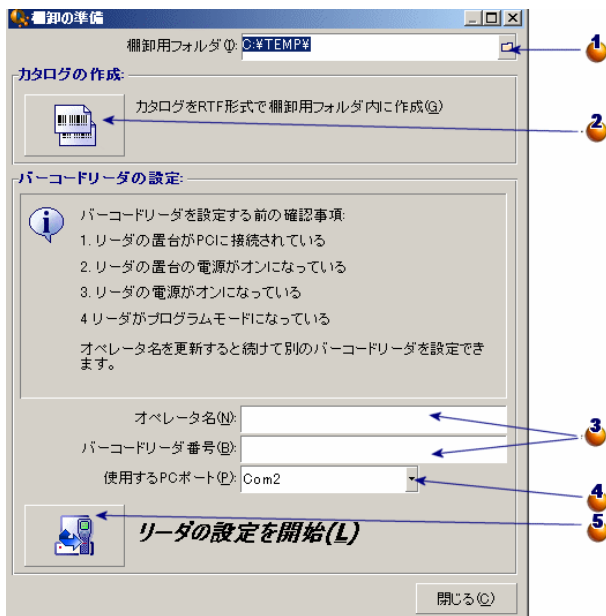 棚卸の準備
棚卸用フォルダ(I): C:¥TEMP¥
1
カタログの作成:
カタログをRTF形式で棚卸用フォルダ内に作成(G)
2
バーコードリーダの設定:
バーコードリーダを設定する前の確認事項:
1. リーダの置台がPCに接続されている
2. リーダの置台の電源がオンになっている
3. リーダの電源がオンになっている
4 リーダがプログラムモードになっている
オペレータ名を更新すると続けて別のバーコードリーダを設定でき
ます。
オペレータ名(N):
3
バーコードリーダ番号(B):
使用するPCポート(P): Com2
4
リーダの設定を開始(L)
5
閉じる(C)